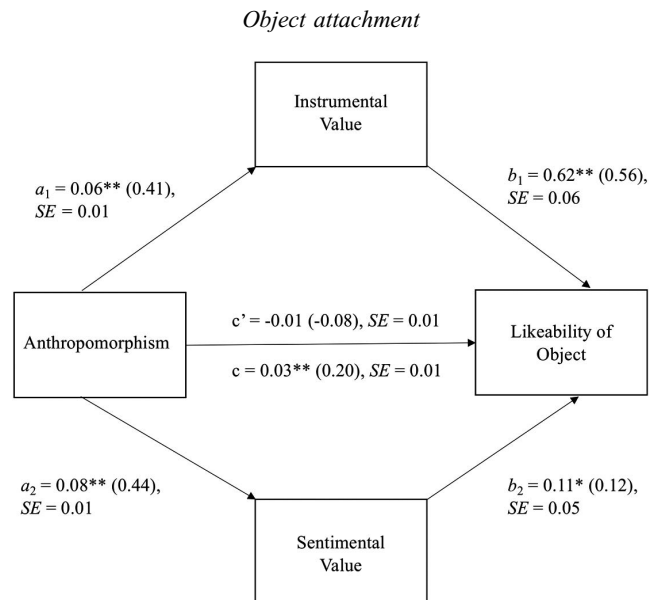 Object attachment
Instrumental
Value
a₁ = 0.06** (0.41),
SE = 0.01
b₁ = 0.62** (0.56),
SE = 0.06
Anthropomorphism
c’ = -0.01 (-0.08), SE = 0.01
c = 0.03** (0.20), SE = 0.01
Likeability of
Object
a₂ = 0.08** (0.44),
SE = 0.01
b₂ = 0.11* (0.12),
SE = 0.05
Sentimental
Value